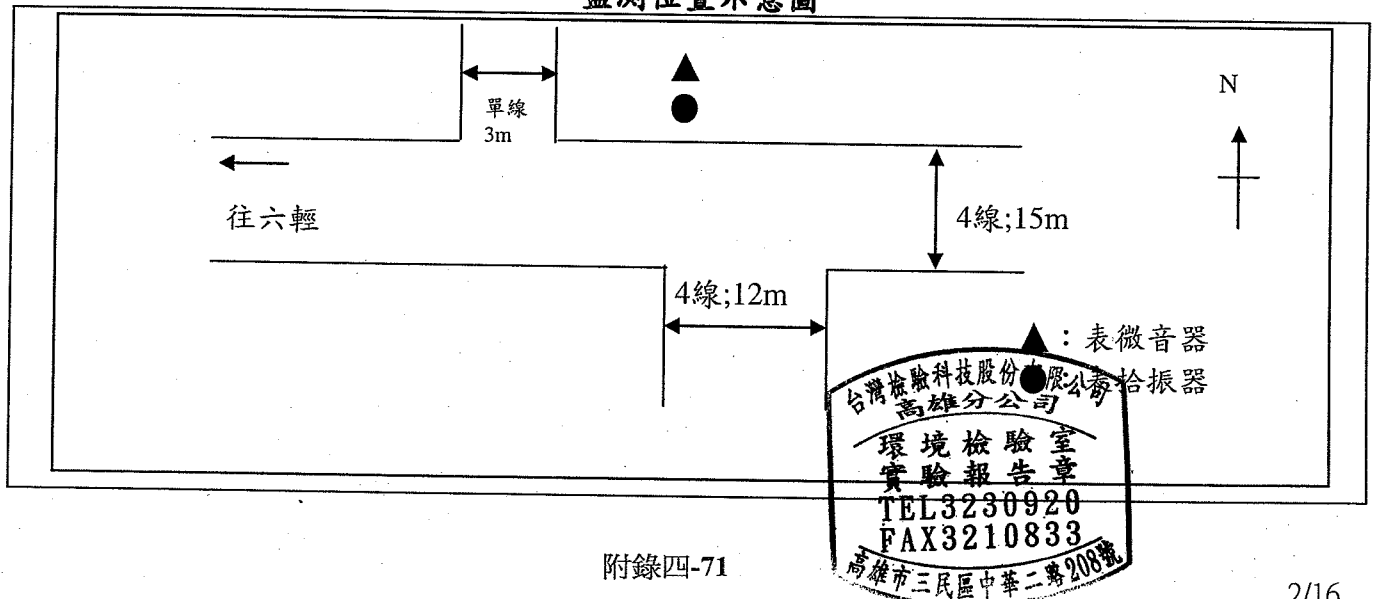 監測位置示意圖
N
單線
3m
往六輕
4線;15m
4線;12m
▲：表微音器
●：表拾振器
台灣檢驗科技股份有限公司
高雄分公司
環境檢驗室
實驗報告章
TEL3230920
FAX3210833
高雄市三民區中華二路208號
附錄四-71
2/16